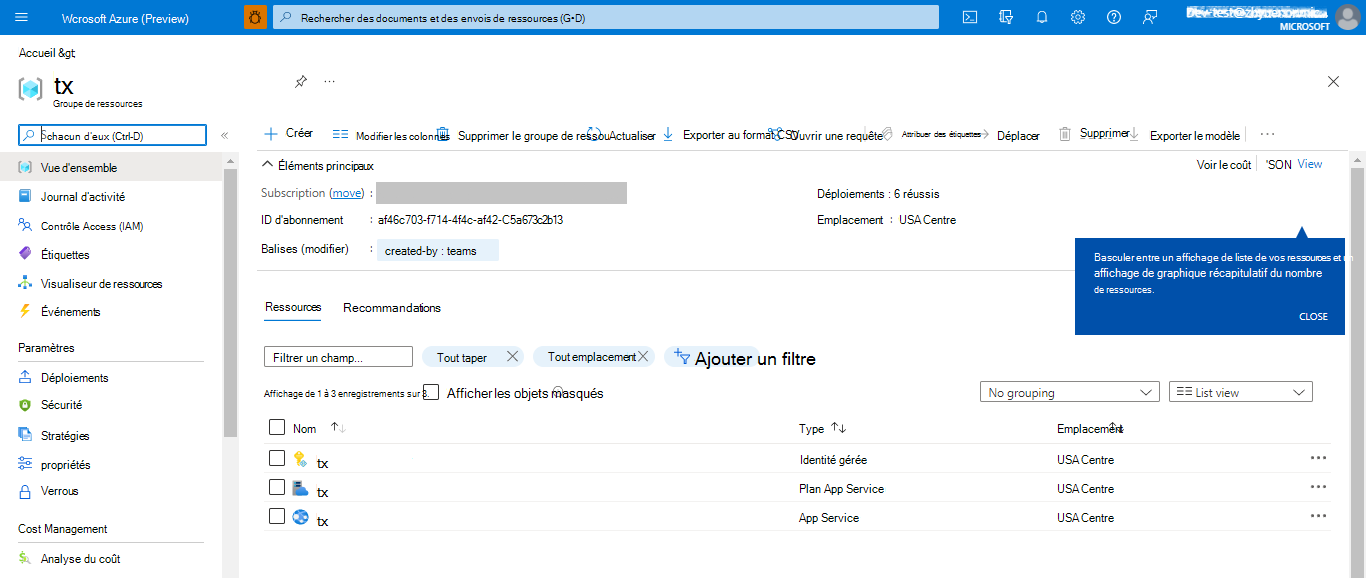 Wcrosoft Azure (Preview)
Rechercher des documents et des envois de ressources (G+D)
MICROSOFT
Accueil &gt;
tx
Groupe de ressources
Schacun d'eux (Ctrl-D)
Vue d'ensemble
Journal d'activité
Contrôle Access (IAM)
Étiquettes
Visualiseur de ressources
Événements
Paramètres
Déploiements
Sécurité
Stratégies
propriétés
Verrous
Cost Management
Analyse du coût
Créer
Modifier les colonnes
Supprimer le groupe de ressou
Actualiser
Exporter au format CSV
Ouvrir une requête
Attribuer des étiquettes
Déplacer
Supprimer
Exporter le modèle
Éléments principaux
Voir le coût
'SON View
Subscription (move) :
Déploiements : 6 réussis
ID d'abonnement : af46c703-f714-4f4c-af42-C5a673c2b13
Emplacement : USA Centre
Balises (modifier) : created-by : teams
Basculer entre un affichage de liste de vos ressources et un
affichage de graphique récapitulatif du nombre
de ressources.
CLOSE
Ressources
Recommandations
Filtrer un champ...
Tout taper
Tout emplacement
Ajouter un filtre
Affichage de 1 à 3 enregistrements sur 3.
Afficher les objets masqués
No grouping
List view
Nom
Type
Emplacement
tx Identité gérée USA Centre
tx Plan App Service USA Centre
tx App Service USA Centre